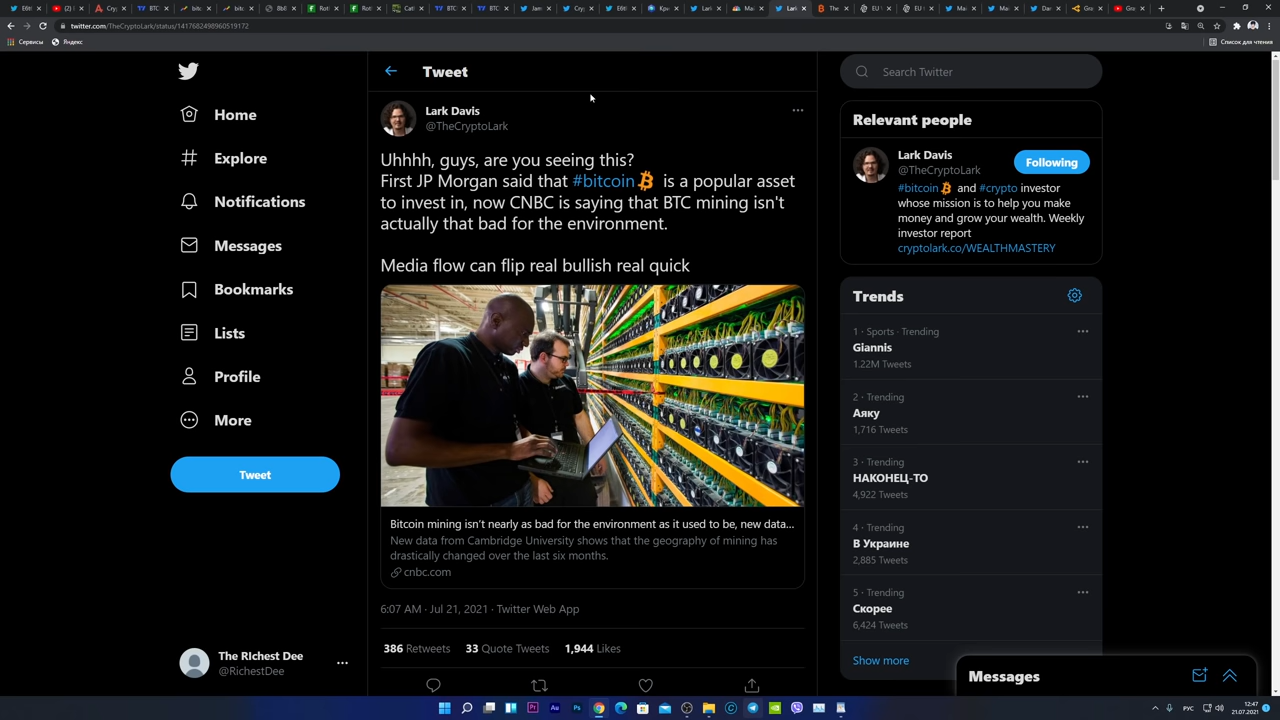 twitter.com/TheCryptoLark/status/1417682498960519172
Сервисы
Яндекс
Список для чтения
Tweet
Search Twitter
Home
Explore
Notifications
Messages
Bookmarks
Lists
Profile
More
Tweet
The RIchest Dee
@RichestDee
Lark Davis
@TheCryptoLark
Uhhhh, guys, are you seeing this?
First JP Morgan said that #bitcoin is a popular asset
to invest in, now CNBC is saying that BTC mining isn't
actually that bad for the environment.
Media flow can flip real bullish real quick
Bitcoin mining isn't nearly as bad for the environment as it used to be, new data...
New data from Cambridge University shows that the geography of mining has
drastically changed over the last six months.
cnbc.com
6:07 AM · Jul 21, 2021 · Twitter Web App
386 Retweets 33 Quote Tweets 1,944 Likes
Relevant people
Lark Davis
@TheCryptoLark
Following
#bitcoin and #crypto investor
whose mission is to help you make
money and grow your wealth. Weekly
investor report
cryptolark.co/WEALTHMASTERY
Trends
1 · Sports · Trending
Giannis
1.22M Tweets
2 · Trending
Аяку
1,716 Tweets
3 · Trending
НАКОНЕЦ-ТО
4,922 Tweets
4 · Trending
В Украине
2,885 Tweets
5 · Trending
Скорее
6,424 Tweets
Show more
Messages
РУС
12:47
21.07.2021